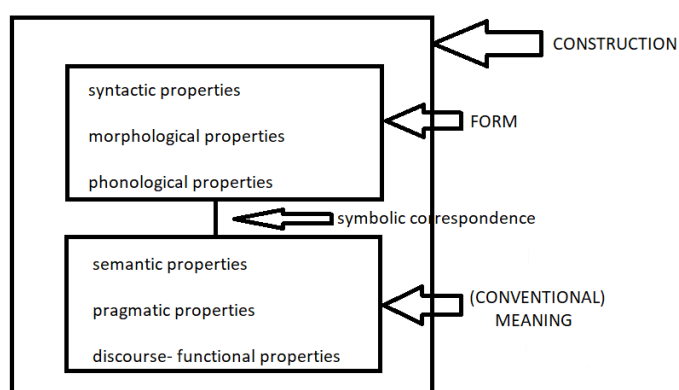 CONSTRUCTION
syntactic properties
morphological properties
FORM
phonological properties
symbolic correspondence
semantic properties
(CONVENTIONAL)
pragmatic properties
MEANING
discourse- functional properties